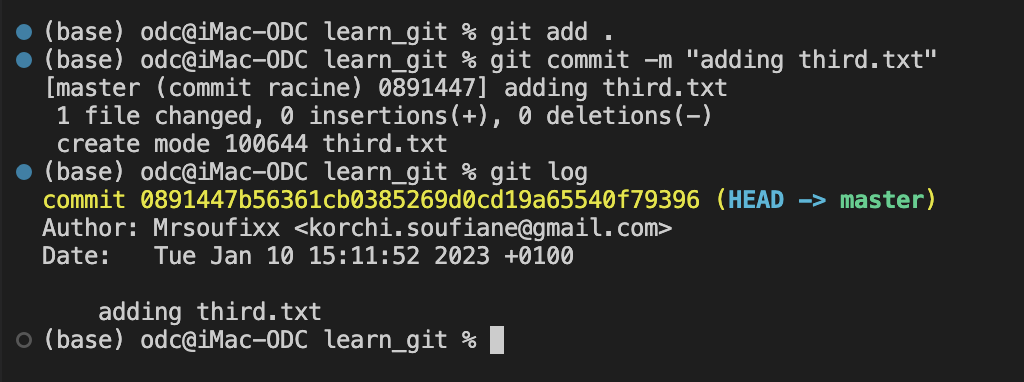 (base) odc@iMac-ODC learn_git % git add .
(base) odc@iMac-ODC learn_git % git commit -m "adding third.txt"
[master (commit racine) 0891447] adding third.txt
1 file changed, 0 insertions(+), 0 deletions(-)
create mode 100644 third.txt
(base) odc@iMac-ODC learn_git % git log
commit 0891447b56361cb0385269d0cd19a65540f79396 (HEAD -> master)
Author: Mrsoufixx <korchi.soufiane@gmail.com>
Date:   Tue Jan 10 15:11:52 2023 +0100
adding third.txt
(base) odc@iMac-ODC learn_git %